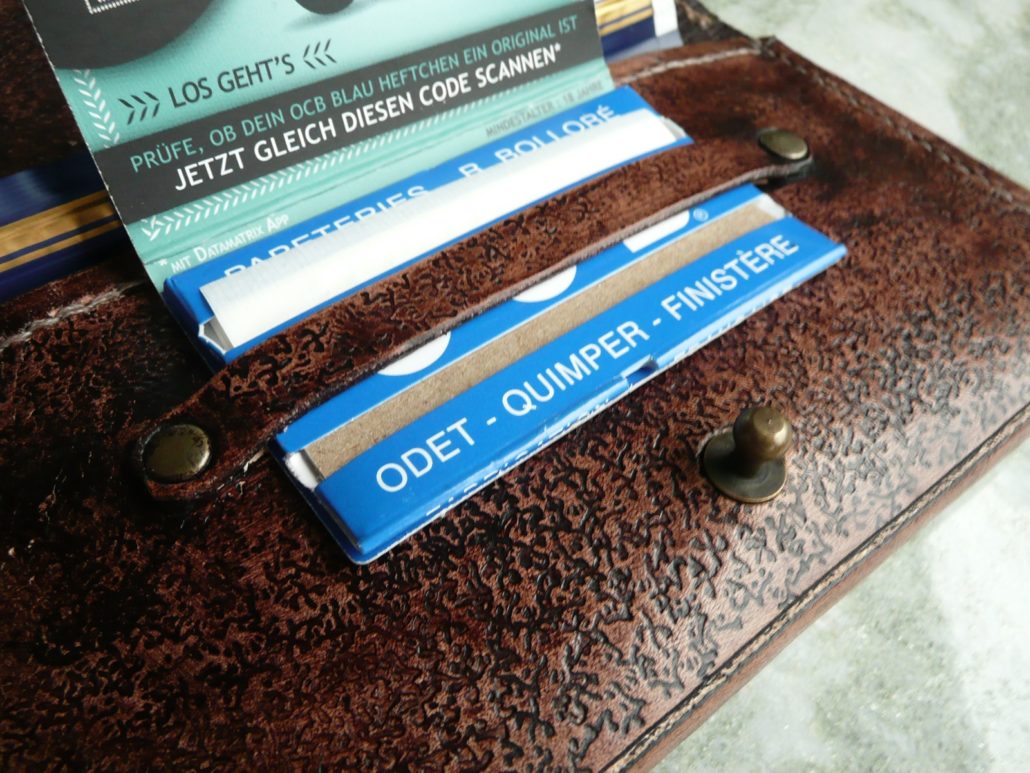 LOS GEHT'S
PRÜFE, OB DEIN OCB BLAU HEFTCHEN EIN ORIGINAL IST
JETZT GLEICH DIESEN CODE SCANNEN*
MINDESTALTER : 18 JAHRE
* MIT DATAMATRIX APP
PAPETERIES - R. BOLLORÉ
®
ODET - QUIMPER - FINISTÈRE